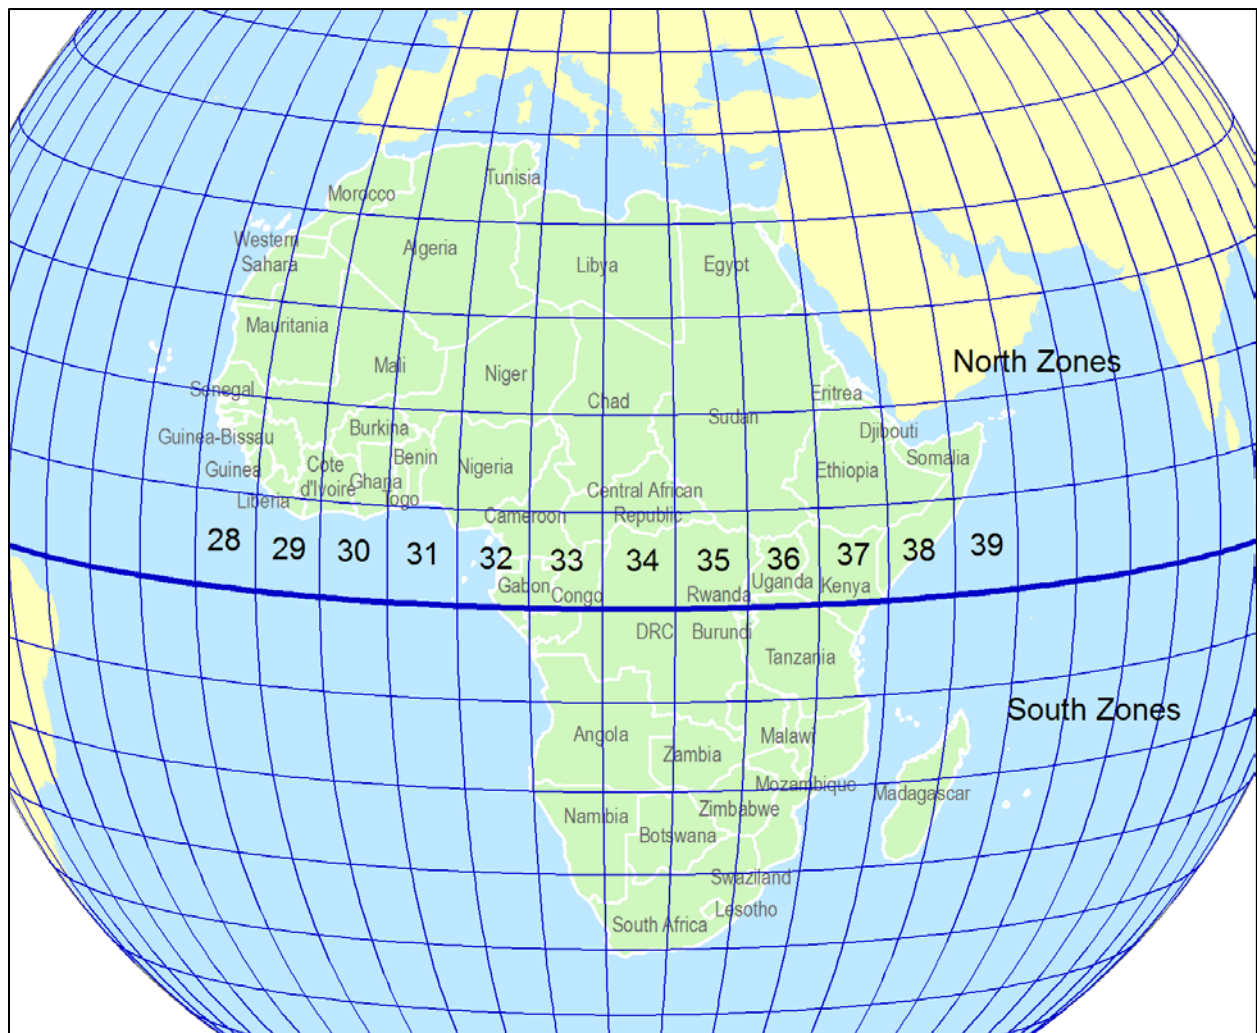 Tunisia
Morocco
Western
Sahara
Algeria
Libya
Egypt
Mauritania
Mali
Niger
North Zones
Senegal
Chad
Sudan
Eritrea
Guinea-Bissau
Burkina
Djibouti
Guinea
Cote
d'Ivoire
Benin
Nigeria
Ethiopia
Somalia
Liberia
Ghana
Togo
Central African
Republic
Cameroon
28
29
30
31
32
33
34
35
36
37
38
39
Gabon
Congo
Rwanda
Uganda
Kenya
DRC
Burundi
Tanzania
South Zones
Angola
Zambia
Malawi
Mozambique
Madagascar
Namibia
Botswana
Zimbabwe
Swaziland
Lesotho
South Africa